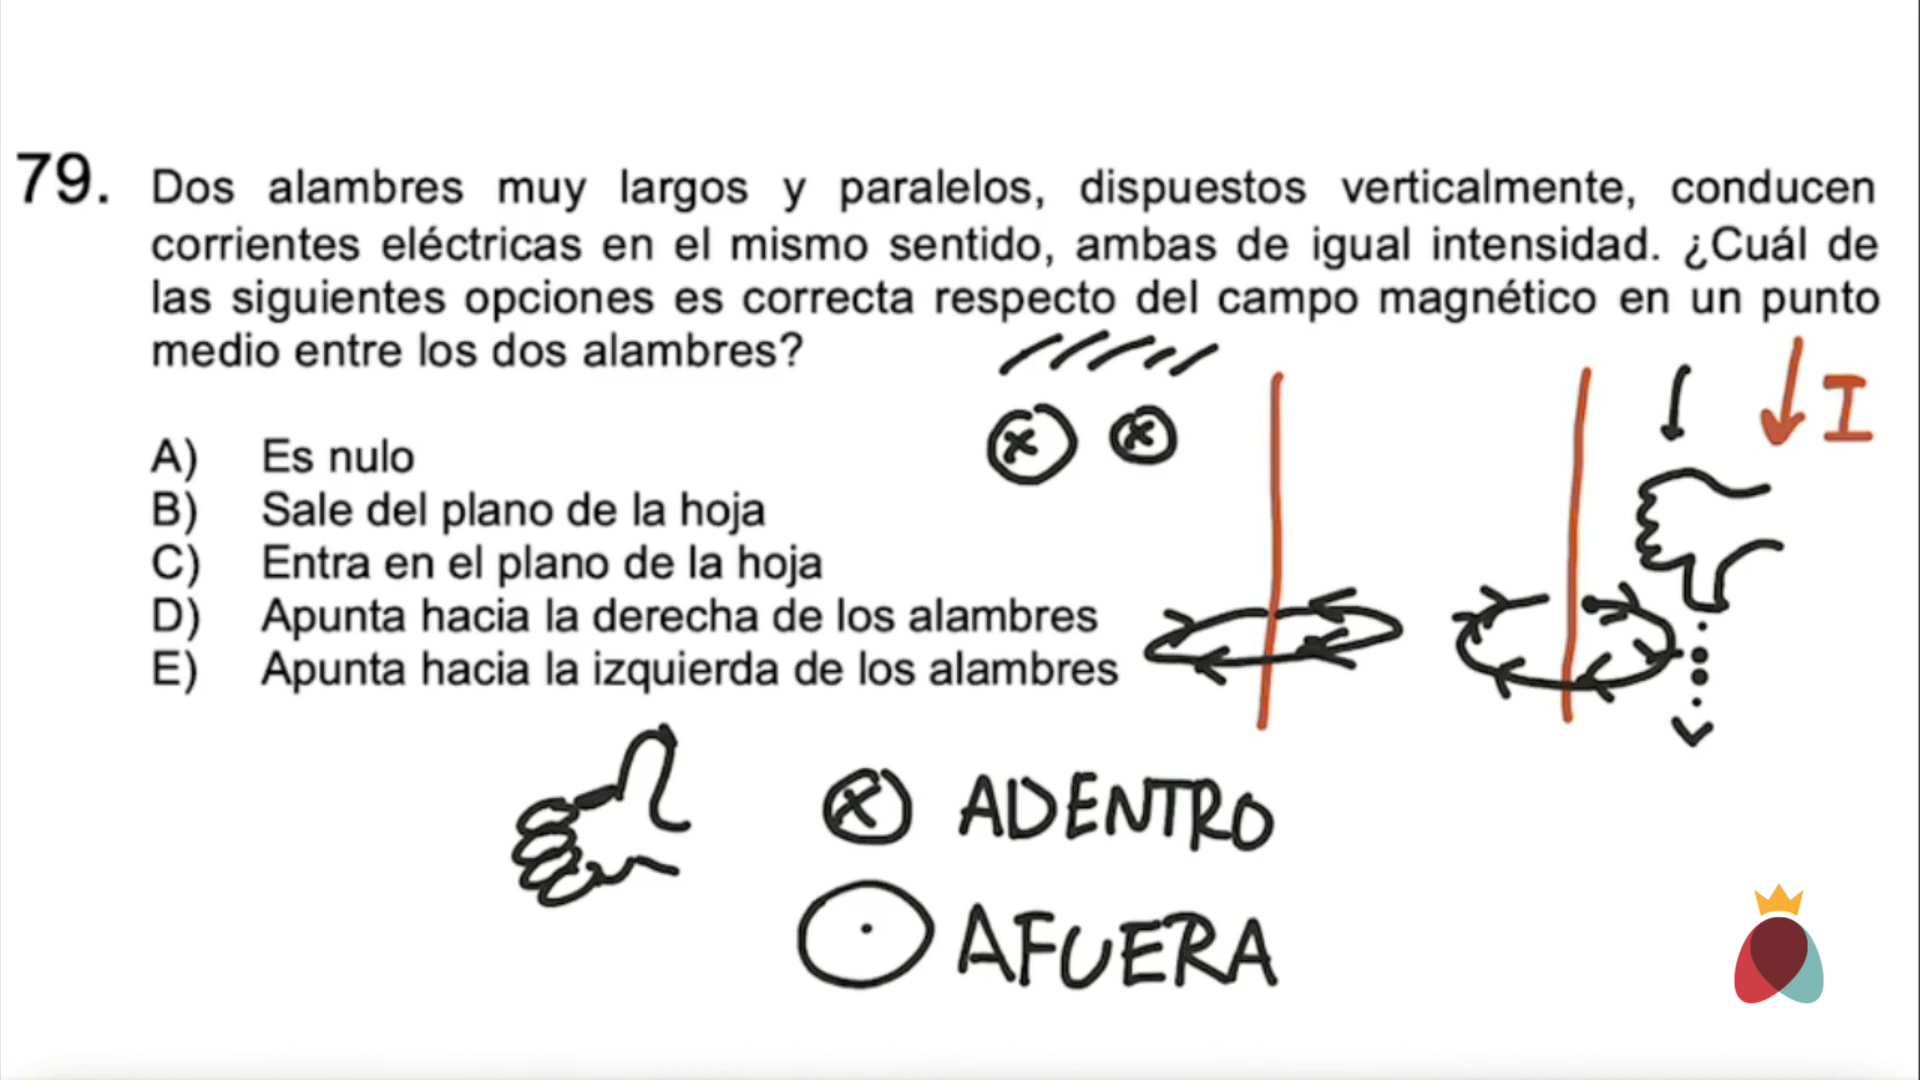 79. Dos alambres muy largos y paralelos, dispuestos verticalmente, conducen
corrientes eléctricas en el mismo sentido, ambas de igual intensidad. ¿Cuál de
las siguientes opciones es correcta respecto del campo magnético en un punto
medio entre los dos alambres?
I
A) Es nulo
B) Sale del plano de la hoja
C) Entra en el plano de la hoja
D) Apunta hacia la derecha de los alambres
E) Apunta hacia la izquierda de los alambres
ADENTRO
AFUERA